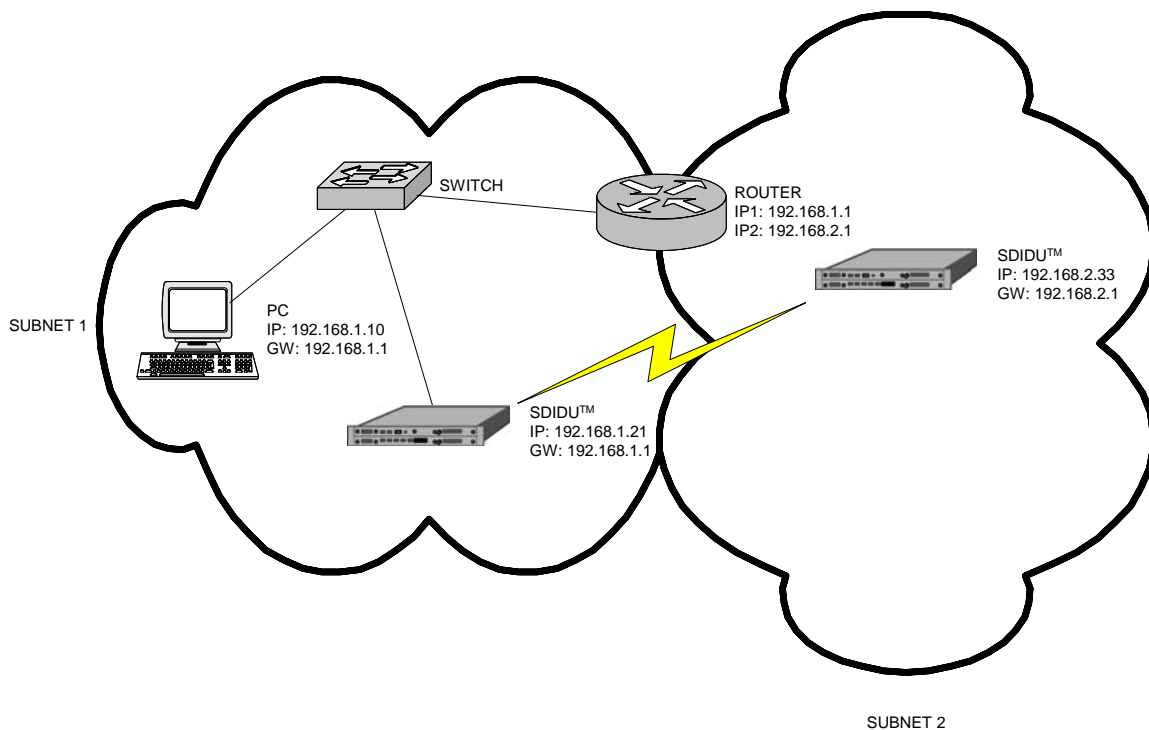 SWITCH
ROUTER
IP1: 192.168.1.1
IP2: 192.168.2.1
SDIDU™
IP: 192.168.2.33
GW: 192.168.2.1
SUBNET 1
PC
IP: 192.168.1.10
GW: 192.168.1.1
SDIDU™
IP: 192.168.1.21
GW: 192.168.1.1
SUBNET 2